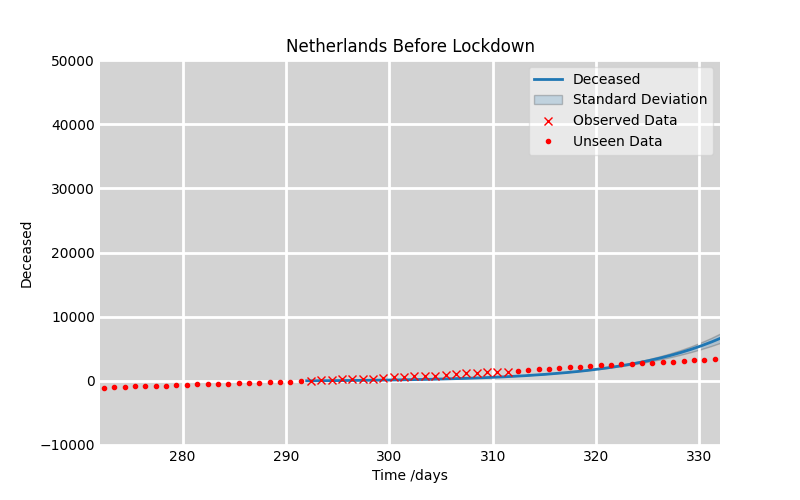 Netherlands Before Lockdown
Deceased
Standard Deviation
Observed Data
Unseen Data
50000
40000
30000
20000
10000
0
−10000
Deceased
280 290 300 310 320 330
Time /days